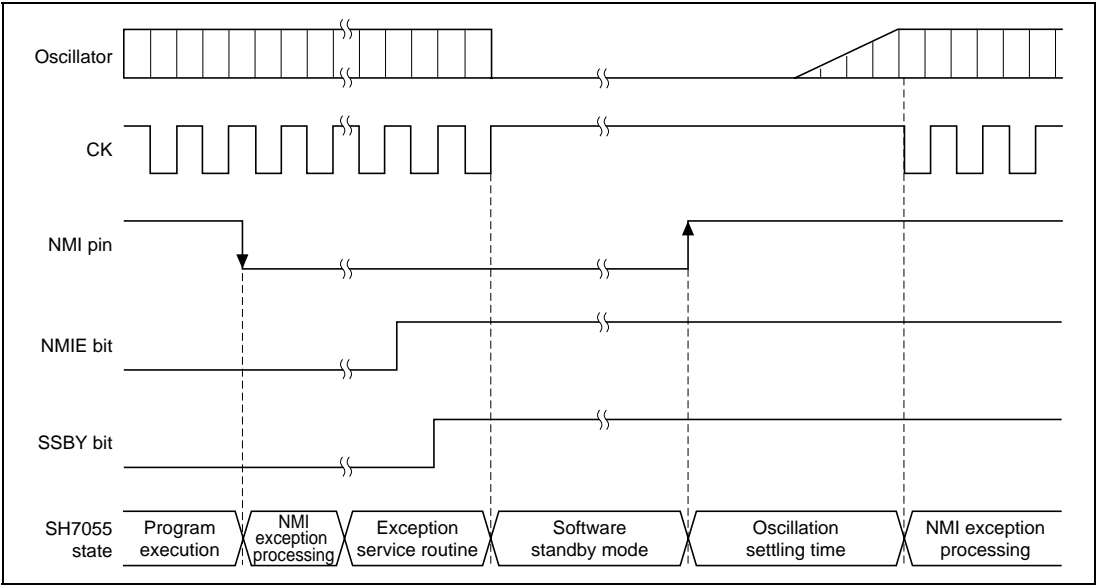 Oscillator
CK
NMI pin
NMIE bit
SSBY bit
SH7055
state
Program
execution
NMI
exception
processing
Exception
service routine
Software
standby mode
Oscillation
settling time
NMI exception
processing